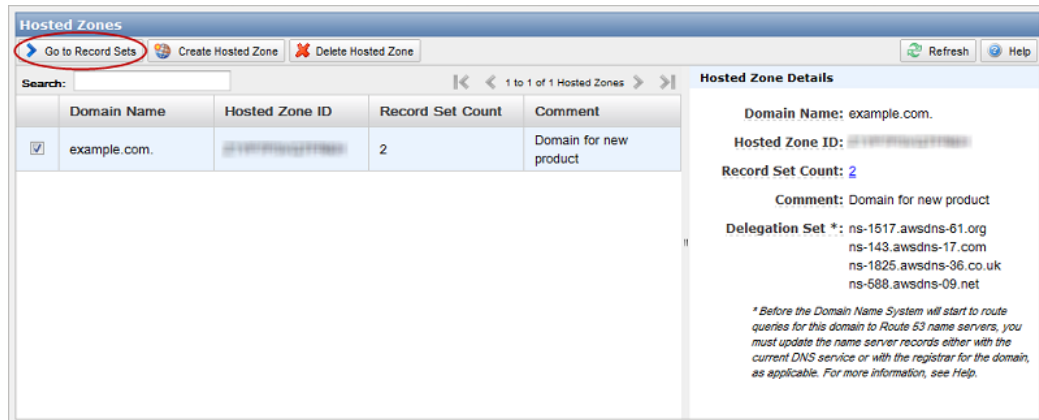 Hosted Zones
Go to Record Sets Create Hosted Zone Delete Hosted Zone Refresh Help
Search: 1 to 1 of 1 Hosted Zones
Domain Name Hosted Zone ID Record Set Count Comment
example.com. 2 Domain for new
product
Hosted Zone Details
Domain Name: example.com.
Hosted Zone ID:
Record Set Count: 2
Comment: Domain for new product
Delegation Set *: ns-1517.awsdns-61.org
ns-143.awsdns-17.com
ns-1825.awsdns-36.co.uk
ns-588.awsdns-09.net
* Before the Domain Name System will start to route
queries for this domain to Route 53 name servers, you
must update the name server records either with the
current DNS service or with the registrar for the domain,
as applicable. For more information, see Help.